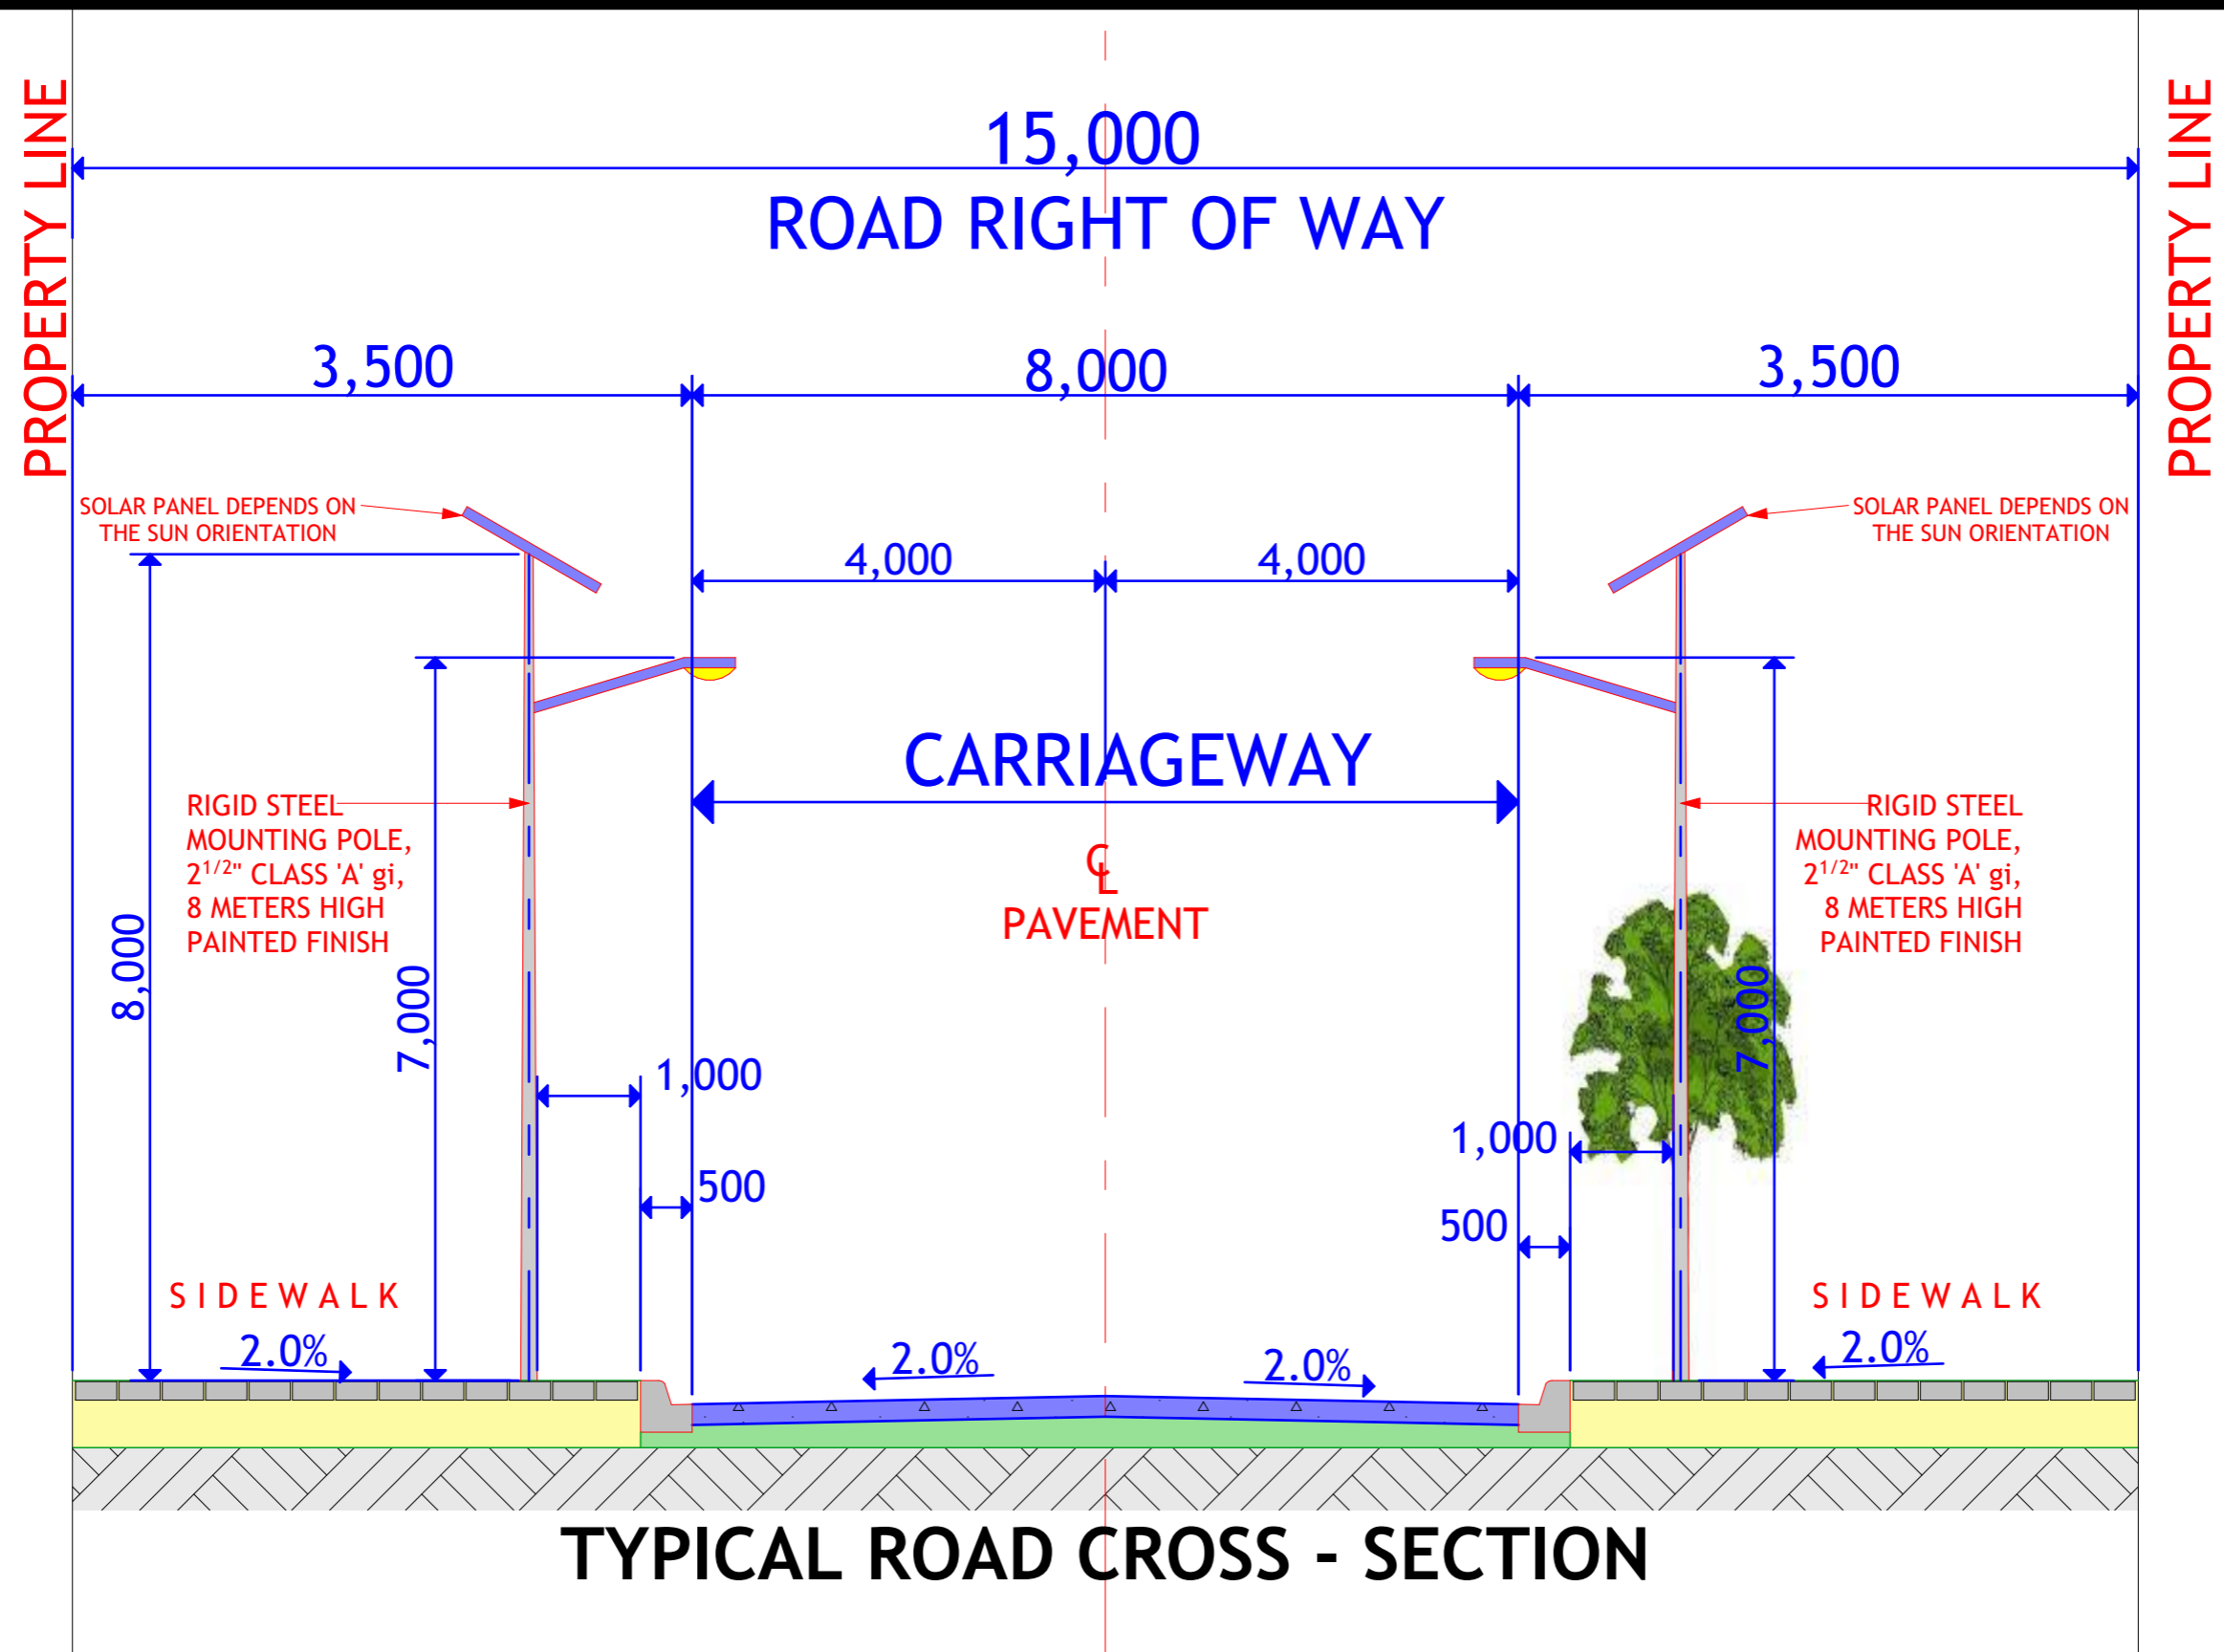 PROPERTY LINE
PROPERTY LINE
15,000
ROAD RIGHT OF WAY
3,500
8,000
3,500
SOLAR PANEL DEPENDS ON
THE SUN ORIENTATION
SOLAR PANEL DEPENDS ON
THE SUN ORIENTATION
4,000
4,000
CARRIAGEWAY
RIGID STEEL
MOUNTING POLE,
2 1/2" CLASS 'A' gi,
8 METERS HIGH
PAINTED FINISH
℄
PAVEMENT
RIGID STEEL
MOUNTING POLE,
2 1/2" CLASS 'A' gi,
8 METERS HIGH
PAINTED FINISH
8,000
7,000
7,000
1,000
1,000
500
500
SIDEWALK
SIDEWALK
2.0%
2.0%
2.0%
2.0%
TYPICAL ROAD CROSS - SECTION